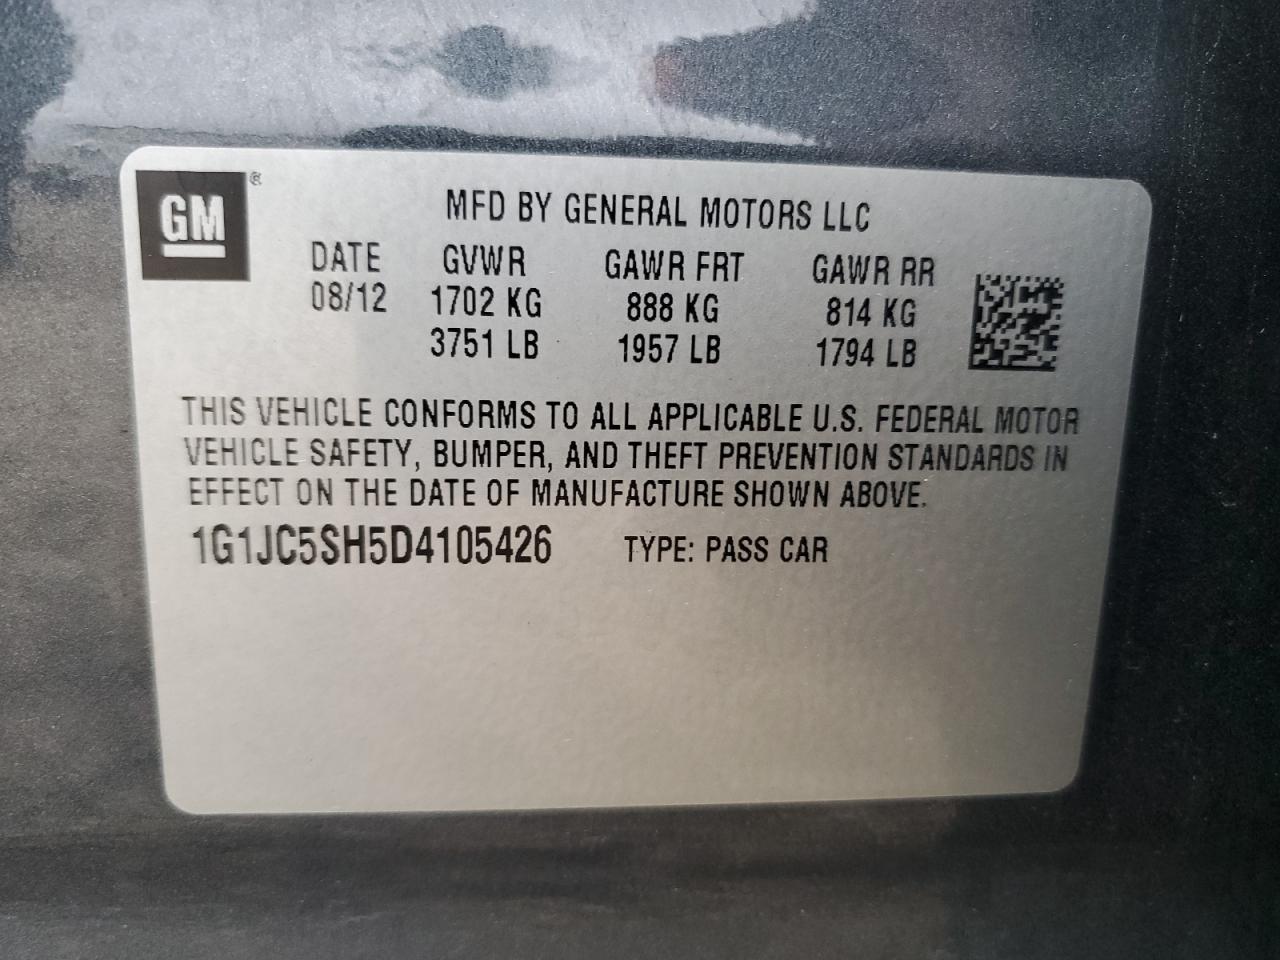 GM ®
MFD BY GENERAL MOTORS LLC
DATE GVWR GAWR FRT GAWR RR
08/12 1702 KG 888 KG 814 KG
3751 LB 1957 LB 1794 LB
THIS VEHICLE CONFORMS TO ALL APPLICABLE U.S. FEDERAL MOTOR
VEHICLE SAFETY, BUMPER, AND THEFT PREVENTION STANDARDS IN
EFFECT ON THE DATE OF MANUFACTURE SHOWN ABOVE.
1G1JC5SH5D4105426 TYPE: PASS CAR